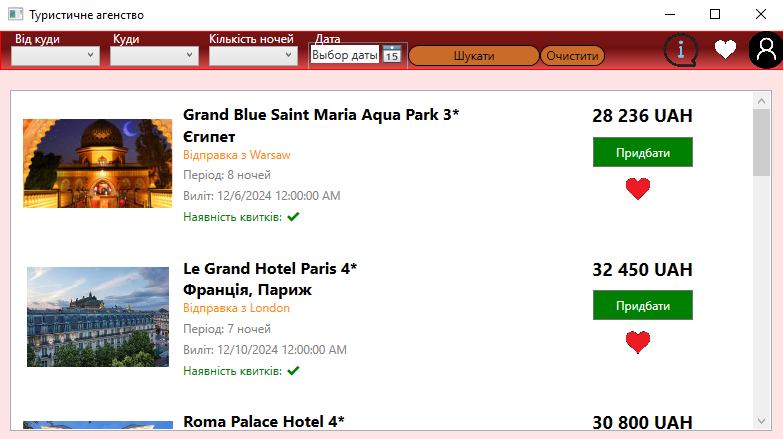 Туристичне агенство
Від куди
Куди
Кількість ночей
Дата
Выбор даты
15
Шукати
Очистити
Grand Blue Saint Maria Aqua Park 3*
Єгипет
Відправка з Warsaw
Період: 8 ночей
Виліт: 12/6/2024 12:00:00 AM
Наявність квитків:
28 236 UAH
Придбати
Le Grand Hotel Paris 4*
Франція, Париж
Відправка з London
Період: 7 ночей
Виліт: 12/10/2024 12:00:00 AM
Наявність квитків:
32 450 UAH
Придбати
Roma Palace Hotel 4*
30 800 UAH